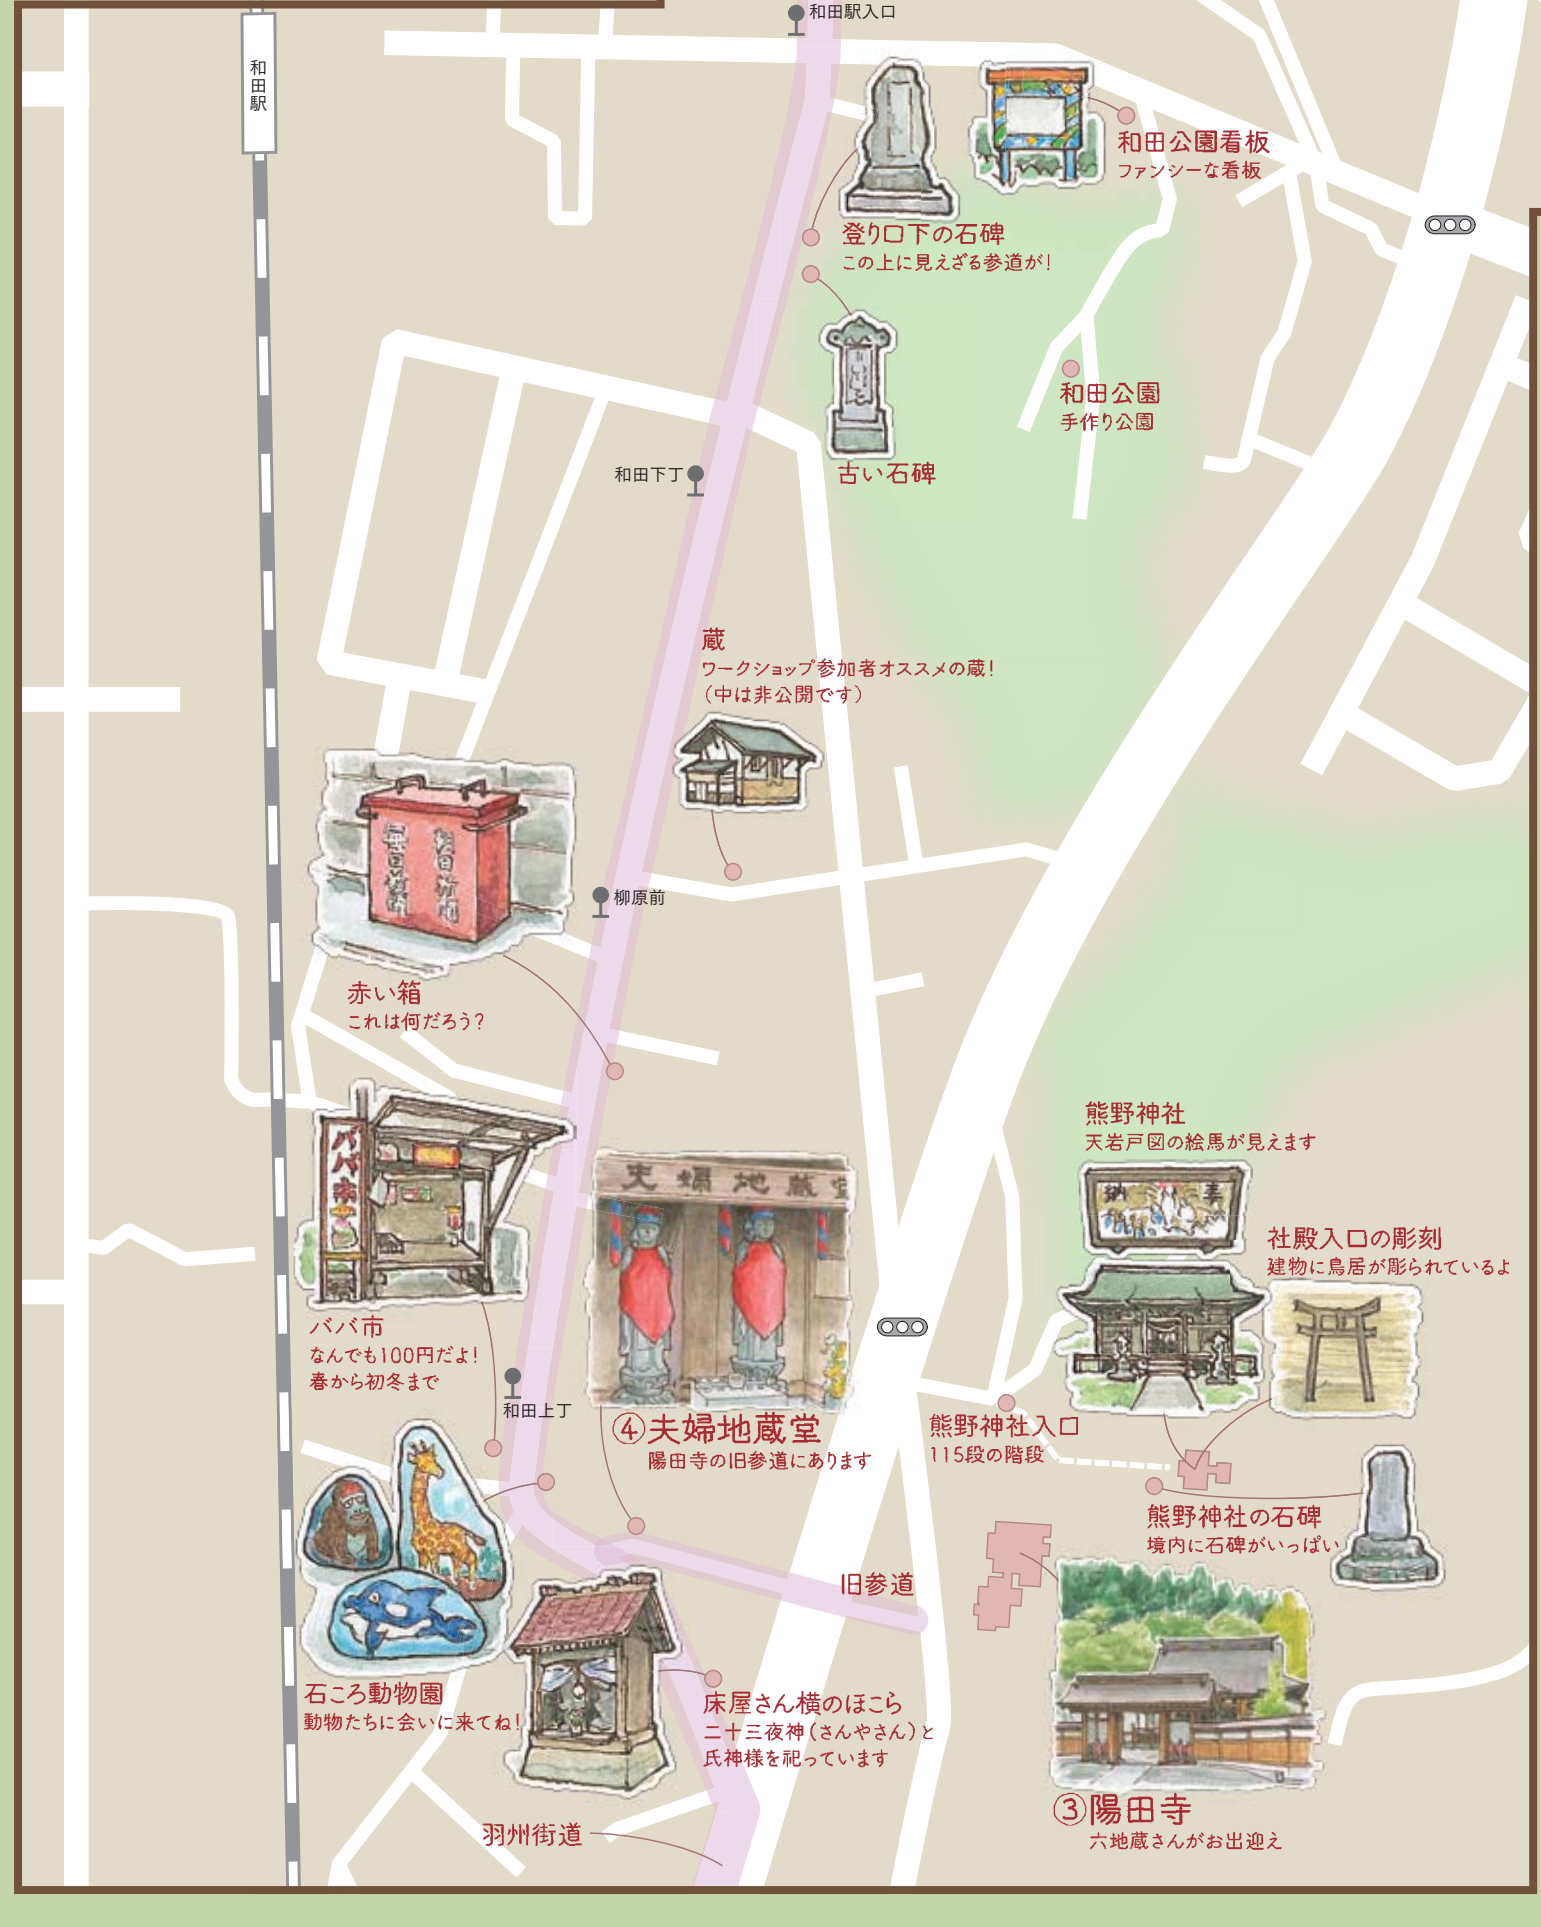 和田駅入口
和田駅
和田公園看板
ファンシーな看板
登り口下の石碑
この上に見えざる参道が！
和田公園
手作り公園
古い石碑
和田下丁
蔵
ワークショップ参加者オススメの蔵！
（中は非公開です）
柳原前
毎日新聞
赤い箱
これは何だろう？
熊野神社
天岩戸図の絵馬が見えます
奉
納
ババ市
夫婦地蔵堂
社殿入口の彫刻
建物に鳥居が彫られているよ
ババ市
なんでも100円だよ！
春から初冬まで
和田上丁
④夫婦地蔵堂
陽田寺の旧参道にあります
熊野神社入口
115段の階段
熊野神社の石碑
境内に石碑がいっぱい
旧参道
石ころ動物園
動物たちに会いに来てね！
床屋さん横のほこら
二十三夜神（さんやさん）と
氏神様を祀っています
③陽田寺
六地蔵さんがお出迎え
羽州街道